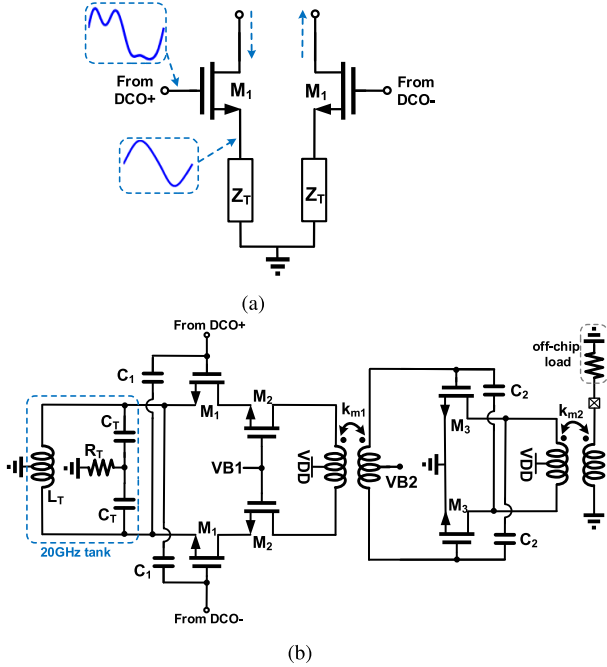 From
DCO+
M1
M1
From
DCO-
ZT
ZT
(a)
From DCO+
off-chip
load
C1
M1
M2
km1
C2
km2
CT
RT
LT
CT
VB1
VDD
VB2
M3
VDD
M3
M1
M2
C2
20GHz tank
C1
From DCO-
(b)